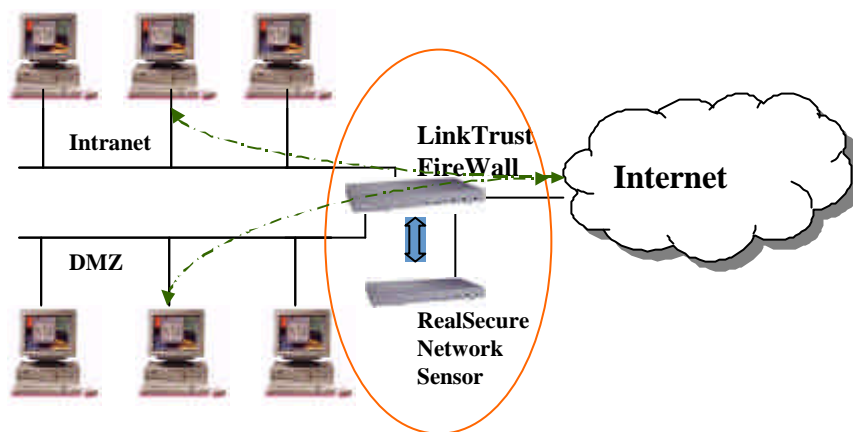 Intranet
LinkTrust
FireWall
Internet
DMZ
RealSecure
Network
Sensor